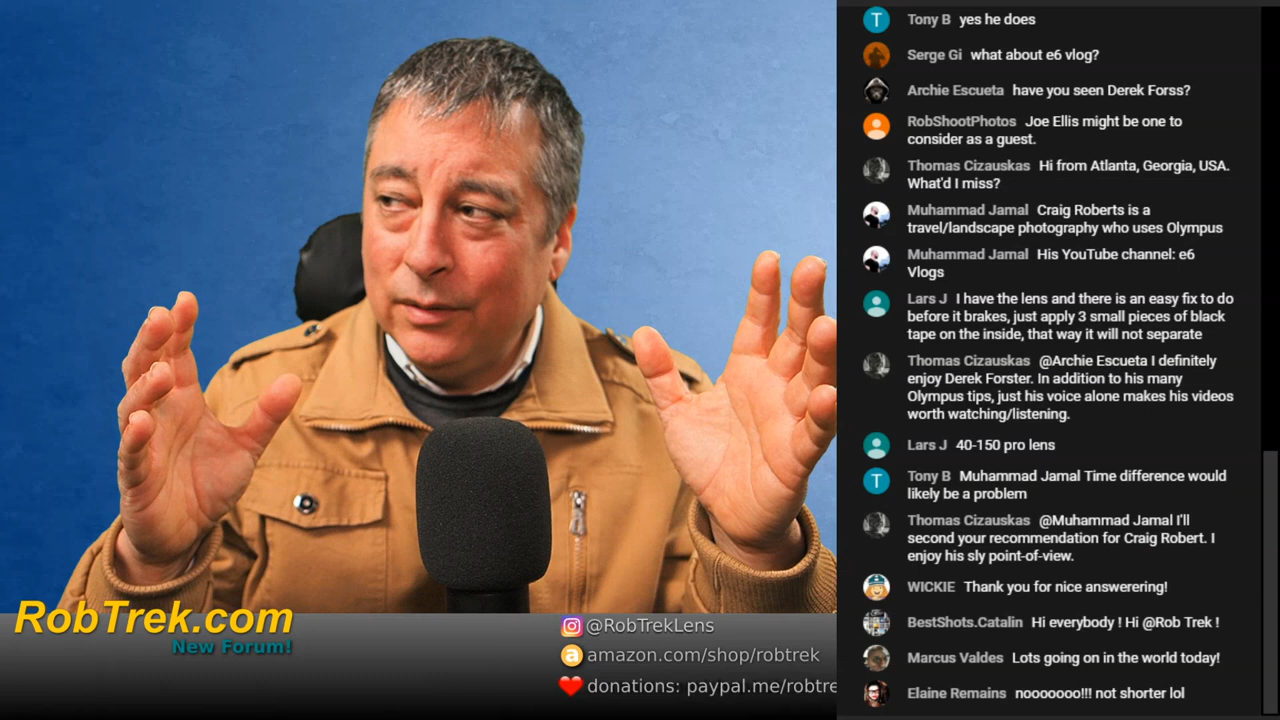 RobTrek.com
New Forum!
@RobTrekLens
a amazon.com/shop/robtrek
donations: paypal.me/robtre
T Tony B yes he does
Serge Gi what about e6 vlog?
Archie Escueta have you seen Derek Forss?
RobShootPhotos Joe Ellis might be one to
consider as a guest.
Thomas Cizauskas Hi from Atlanta, Georgia, USA.
What'd I miss?
Muhammad Jamal Craig Roberts is a
travel/landscape photography who uses Olympus
Muhammad Jamal His YouTube channel: e6
Vlogs
Lars J I have the lens and there is an easy fix to do
before it brakes, just apply 3 small pieces of black
tape on the inside, that way it will not separate
Thomas Cizauskas @Archie Escueta I definitely
enjoy Derek Forster. In addition to his many
Olympus tips, just his voice alone makes his videos
worth watching/listening.
Lars J 40-150 pro lens
T Tony B Muhammad Jamal Time difference would
likely be a problem
Thomas Cizauskas @Muhammad Jamal I'll
second your recommendation for Craig Robert. I
enjoy his sly point-of-view.
WICKIE Thank you for nice answerering!
BestShots.Catalin Hi everybody ! Hi @Rob Trek !
Marcus Valdes Lots going on in the world today!
Elaine Remains nooooooo!!! not shorter lol